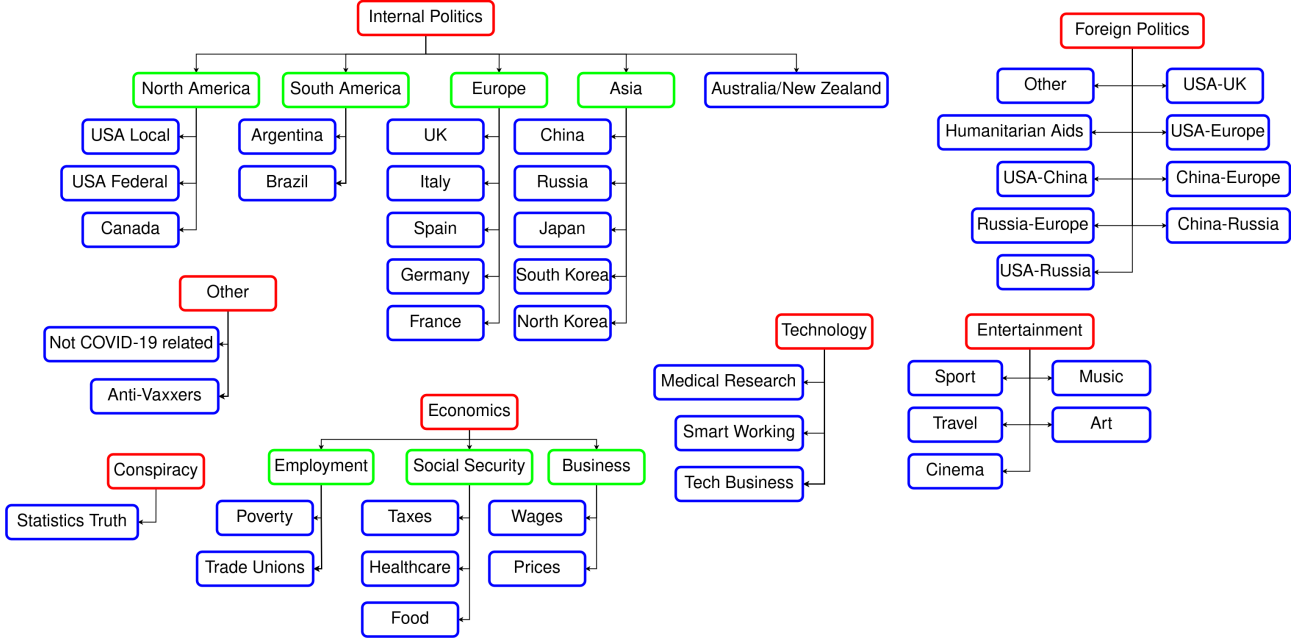 Internal Politics
North America
South America
Europe
Asia
Australia/New Zealand
USA Local
USA Federal
Canada
Argentina
Brazil
UK
Italy
Spain
Germany
France
China
Russia
Japan
South Korea
North Korea
Foreign Politics
Other
USA-UK
Humanitarian Aids
USA-Europe
USA-China
China-Europe
Russia-Europe
China-Russia
USA-Russia
Other
Not COVID-19 related
Anti-Vaxxers
Technology
Medical Research
Smart Working
Tech Business
Entertainment
Sport
Music
Travel
Art
Cinema
Economics
Employment
Social Security
Business
Poverty
Trade Unions
Taxes
Healthcare
Food
Wages
Prices
Conspiracy
Statistics Truth